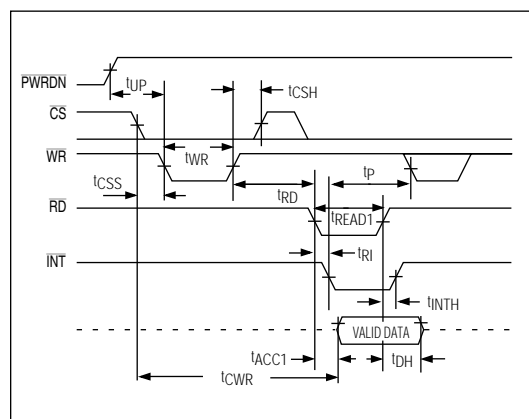 PWRDN
tUP
tCSH
CS
tWR
WR
tCSS
tRD
tP
RD
tREAD1
tRI
INT
tINTH
VALID DATA
tACC1
tDH
tCWR